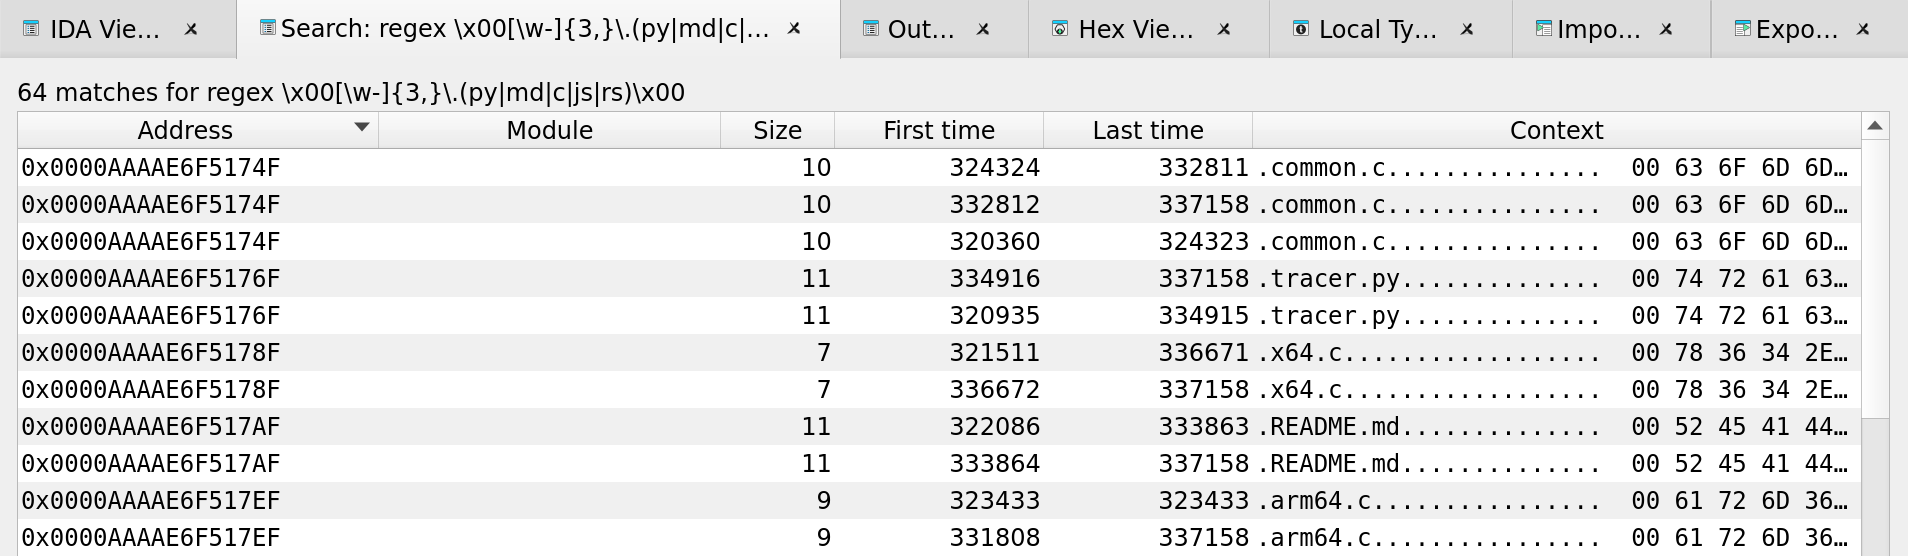 IDA Vie... Search: regex \x00[\w-]{3,}\.(py|md|c|... Out... Hex Vie... Local Ty... Impo... Expo...
64 matches for regex \x00[\w-]{3,}\.(py|md|c|js|rs)\x00
Address Module Size First time Last time Context
0x0000AAAAE6F5174F 10 324324 332811 .common.c............... 00 63 6F 6D 6D…
0x0000AAAAE6F5174F 10 332812 337158 .common.c............... 00 63 6F 6D 6D…
0x0000AAAAE6F5174F 10 320360 324323 .common.c............... 00 63 6F 6D 6D…
0x0000AAAAE6F5176F 11 334916 337158 .tracer.py.............. 00 74 72 61 63…
0x0000AAAAE6F5176F 11 320935 334915 .tracer.py.............. 00 74 72 61 63…
0x0000AAAAE6F5178F 7 321511 336671 .x64.c.................. 00 78 36 34 2E…
0x0000AAAAE6F5178F 7 336672 337158 .x64.c.................. 00 78 36 34 2E…
0x0000AAAAE6F517AF 11 322086 333863 .README.md.............. 00 52 45 41 44…
0x0000AAAAE6F517AF 11 333864 337158 .README.md.............. 00 52 45 41 44…
0x0000AAAAE6F517EF 9 323433 323433 .arm64.c................ 00 61 72 6D 36…
0x0000AAAAE6F517EF 9 331808 337158 .arm64.c................ 00 61 72 6D 36…